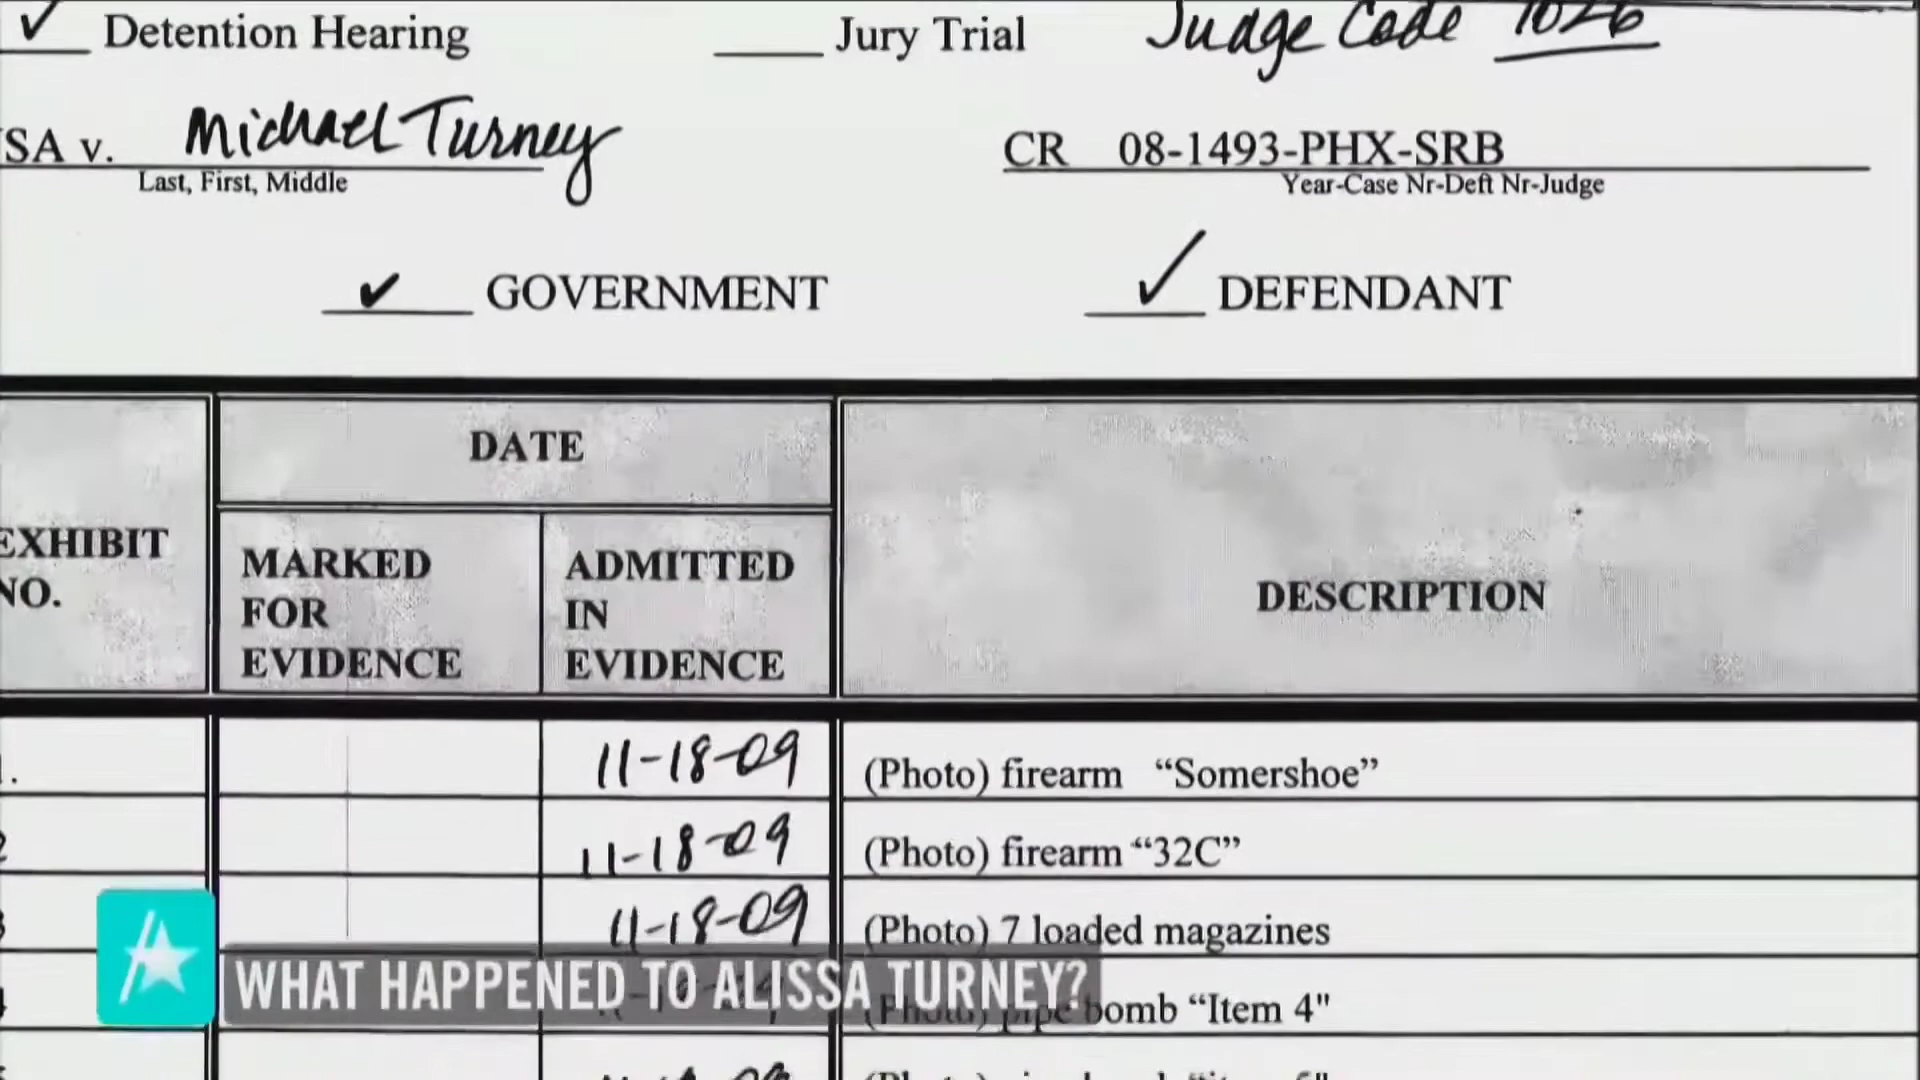 Detention Hearing Jury Trial Judge Code
SA v. Michael Turney CR 08-1493-PHX-SRB
Last, First, Middle Year-Case Nr-Deft Nr-Judge
GOVERNMENT DEFENDANT
DATE
EXHIBIT NO.
MARKED FOR EVIDENCE
ADMITTED IN EVIDENCE
DESCRIPTION
11-18-09 (Photo) firearm “Somershoe”
11-18-09 (Photo) firearm “32C”
11-18-09 (Photo) 7 loaded magazines
(Photo) pipe bomb “Item 4"
WHAT HAPPENED TO ALISSA TURNEY?